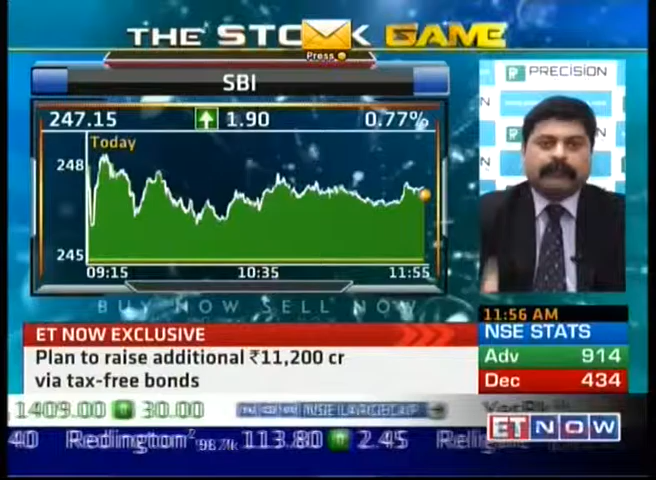 THE STOCK GAME
Press
SBI
247.15 1.90 0.77%
Today
248
245
09:15 10:35 11:55
BUY NOW SELL NOW
PRECISION
11:56 AM
NSE STATS
Adv 914
Dec 434
ET NOW EXCLUSIVE
Plan to raise additional ₹11,200 cr
via tax-free bonds
1409.00 30.00 NSE LARGECAP
ET NOW
40 Redington 113.80 2.45 Relig